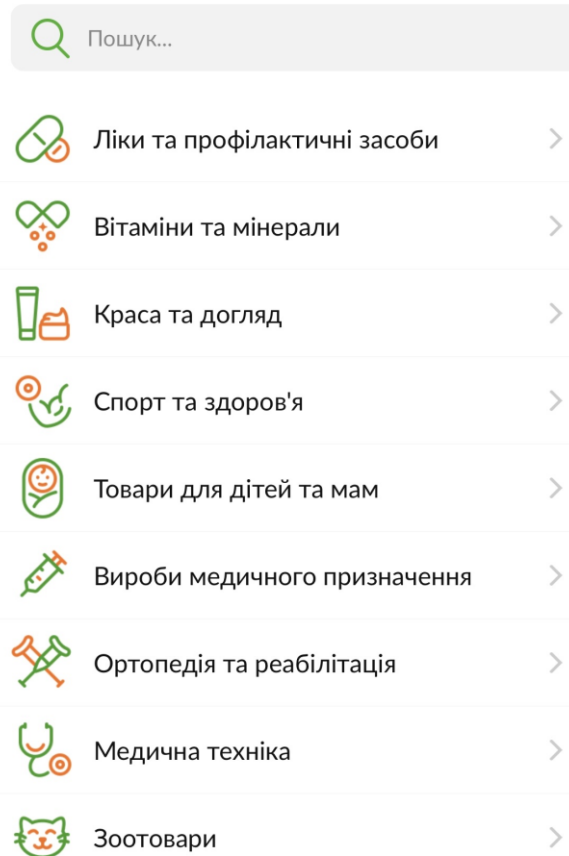 Пошук...
Ліки та профілактичні засоби
Вітаміни та мінерали
Краса та догляд
Спорт та здоров'я
Товари для дітей та мам
Вироби медичного призначення
Ортопедія та реабілітація
Медична техніка
Зоотовари